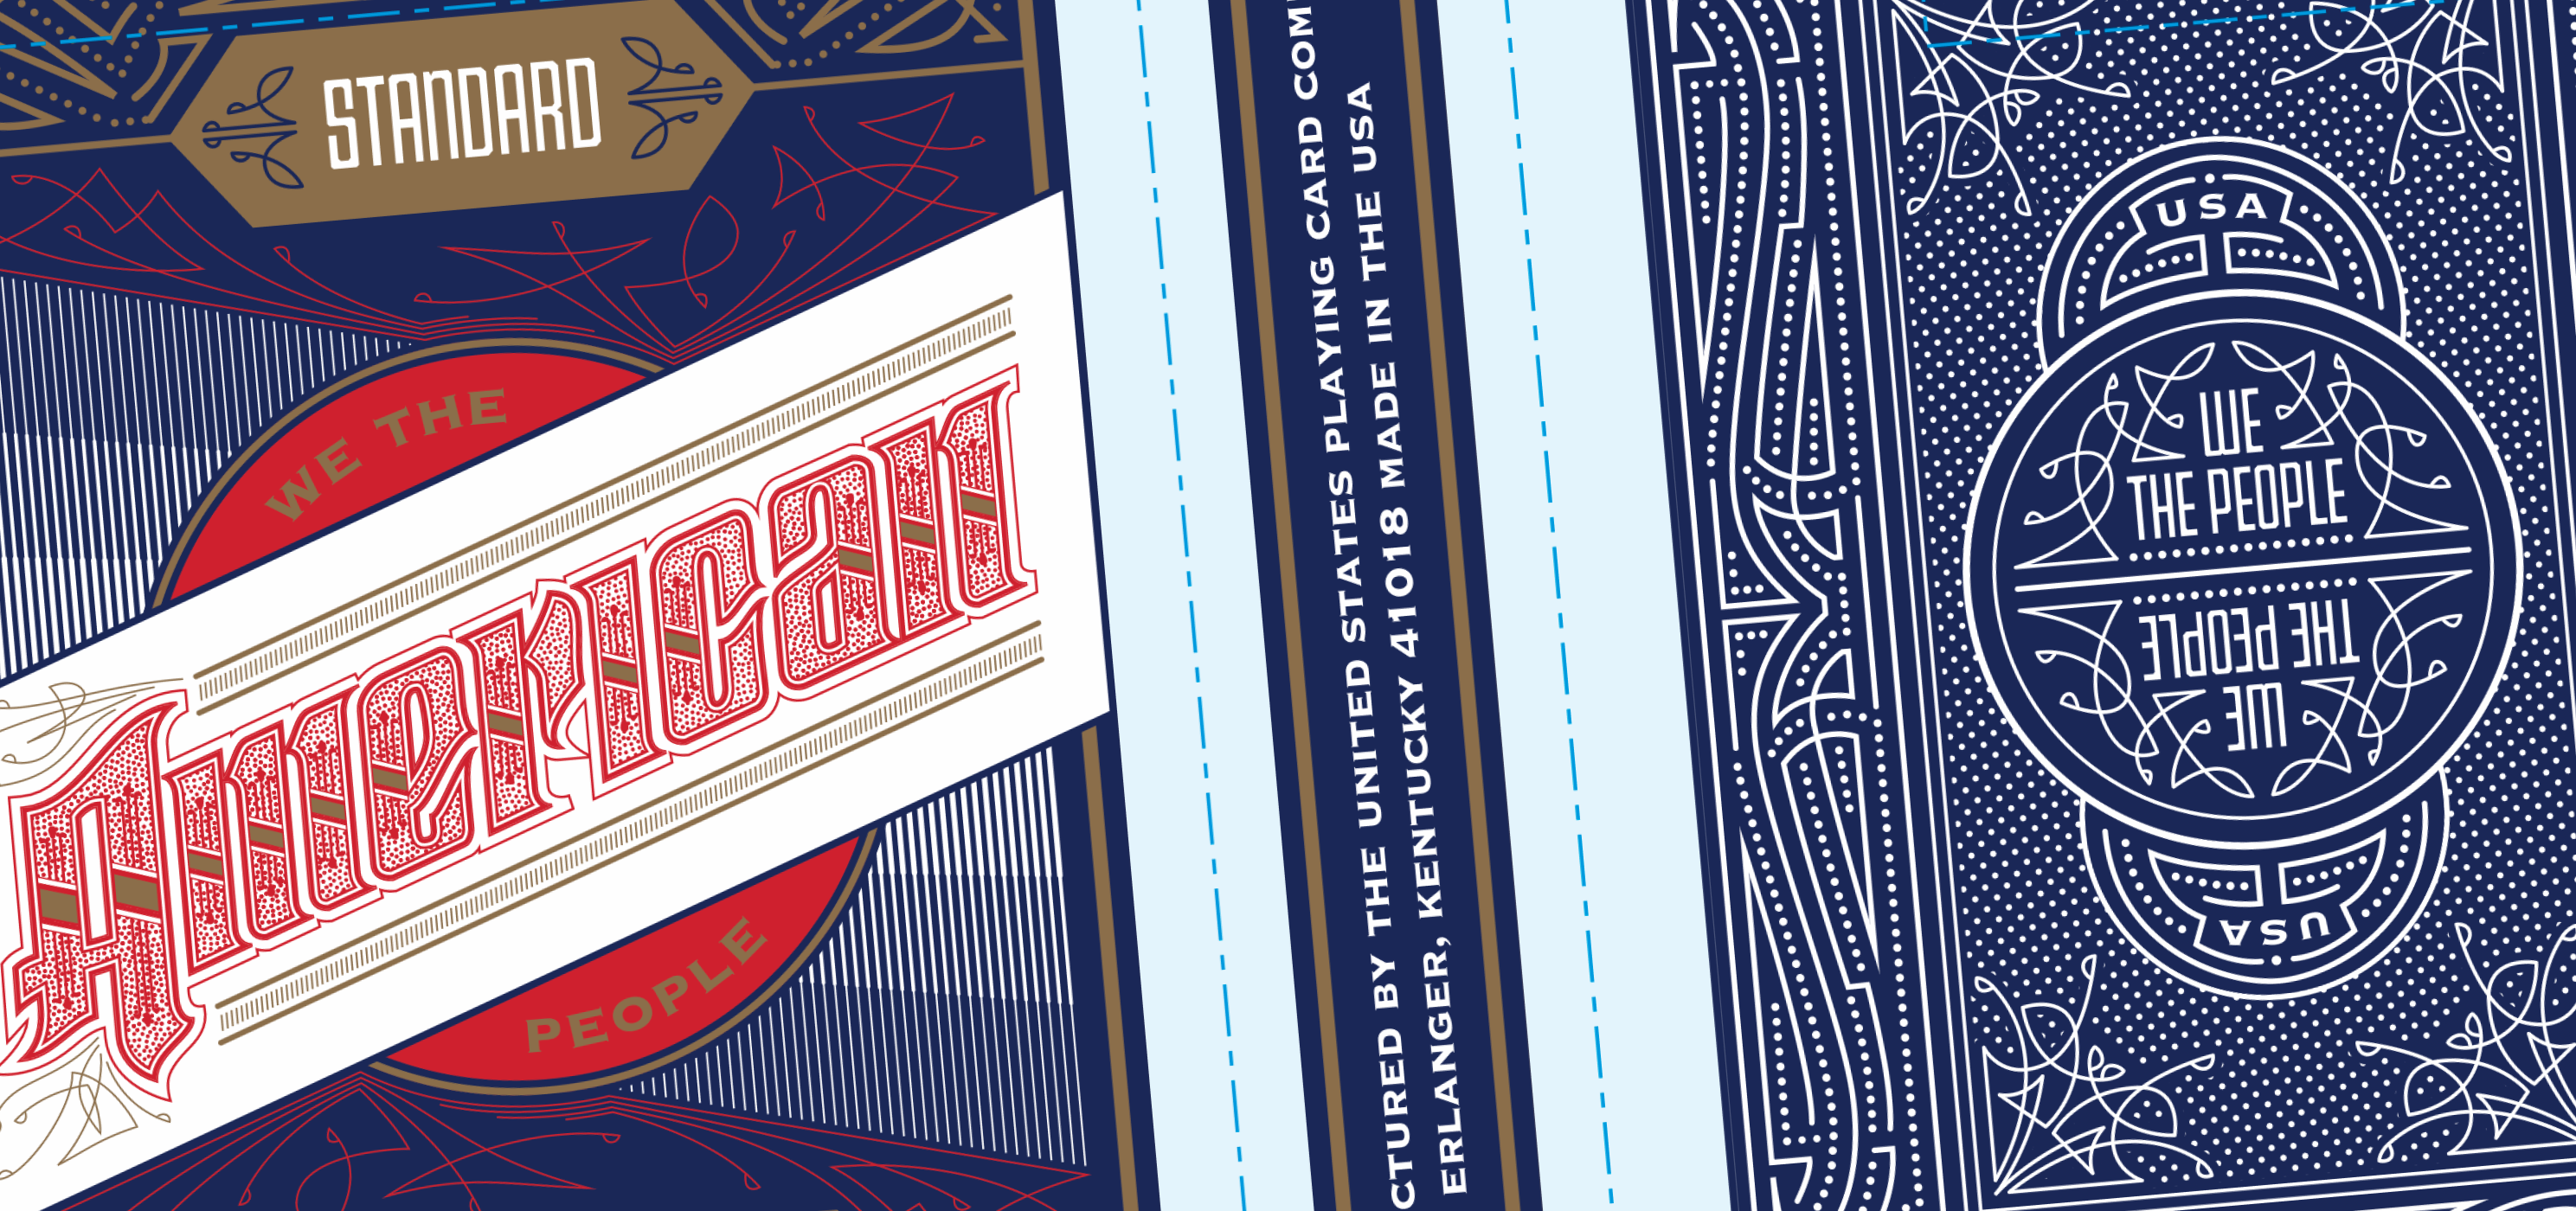 STANDARD
WE THE
American
PEOPLE
CTURED BY THE UNITED STATES PLAYING CARD COM
ERLANGER, KENTUCKY 41018 MADE IN THE USA
USA
WE
THE PEOPLE
THE PEOPLE
WE
USA